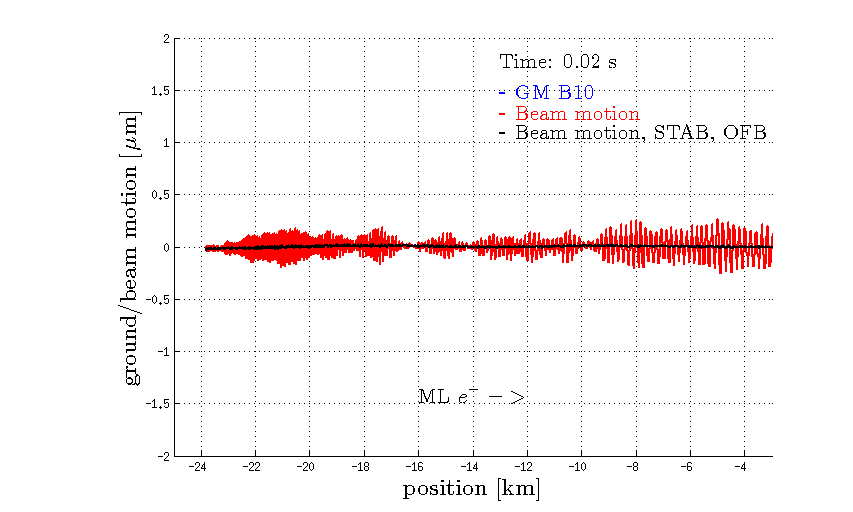 2
1.5
1
0.5
0
-0.5
-1
-1.5
-2
ground/beam motion [μm]
Time: 0.02 s
- GM B10
- Beam motion
- Beam motion, STAB, OFB
ML e⁻ − >
-24 -22 -20 -18 -16 -14 -12 -10 -8 -6 -4
position [km]